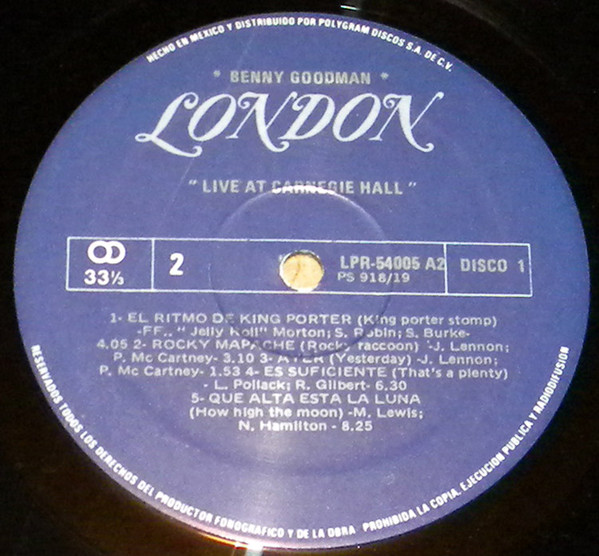 HECHO EN MEXICO Y DISTRIBUIDO POR POLYGRAM DISCOS S.A. DE C.V.
* BENNY GOODMAN *
LONDON
" LIVE AT CARNEGIE HALL "
33⅓
2
LPR-54005 A2
PS 918/19
DISCO 1
1- EL RITMO DE KING PORTER (King porter stomp)
-FF.. " Jelly Roll" Morton; S. Robin; S. Burke-
4.05 2- ROCKY MAPACHE (Rocky raccoon) -J. Lennon;
P. Mc Cartney- 3.10 3- AYER (Yesterday) -J. Lennon;
P. Mc Cartney- 1.53 4- ES SUFICIENTE (That's a plenty)
- L. Pollack; R. Gilbert- 6.30
5- QUE ALTA ESTA LA LUNA
(How high the moon) -M. Lewis;
N. Hamilton - 8.25
RESERVADOS TODOS LOS DERECHOS DEL PRODUCTOR FONOGRAFICO Y DE LA OBRA PROHIBIDA LA COPIA, EJECUCION PUBLICA Y RADIODIFUSION